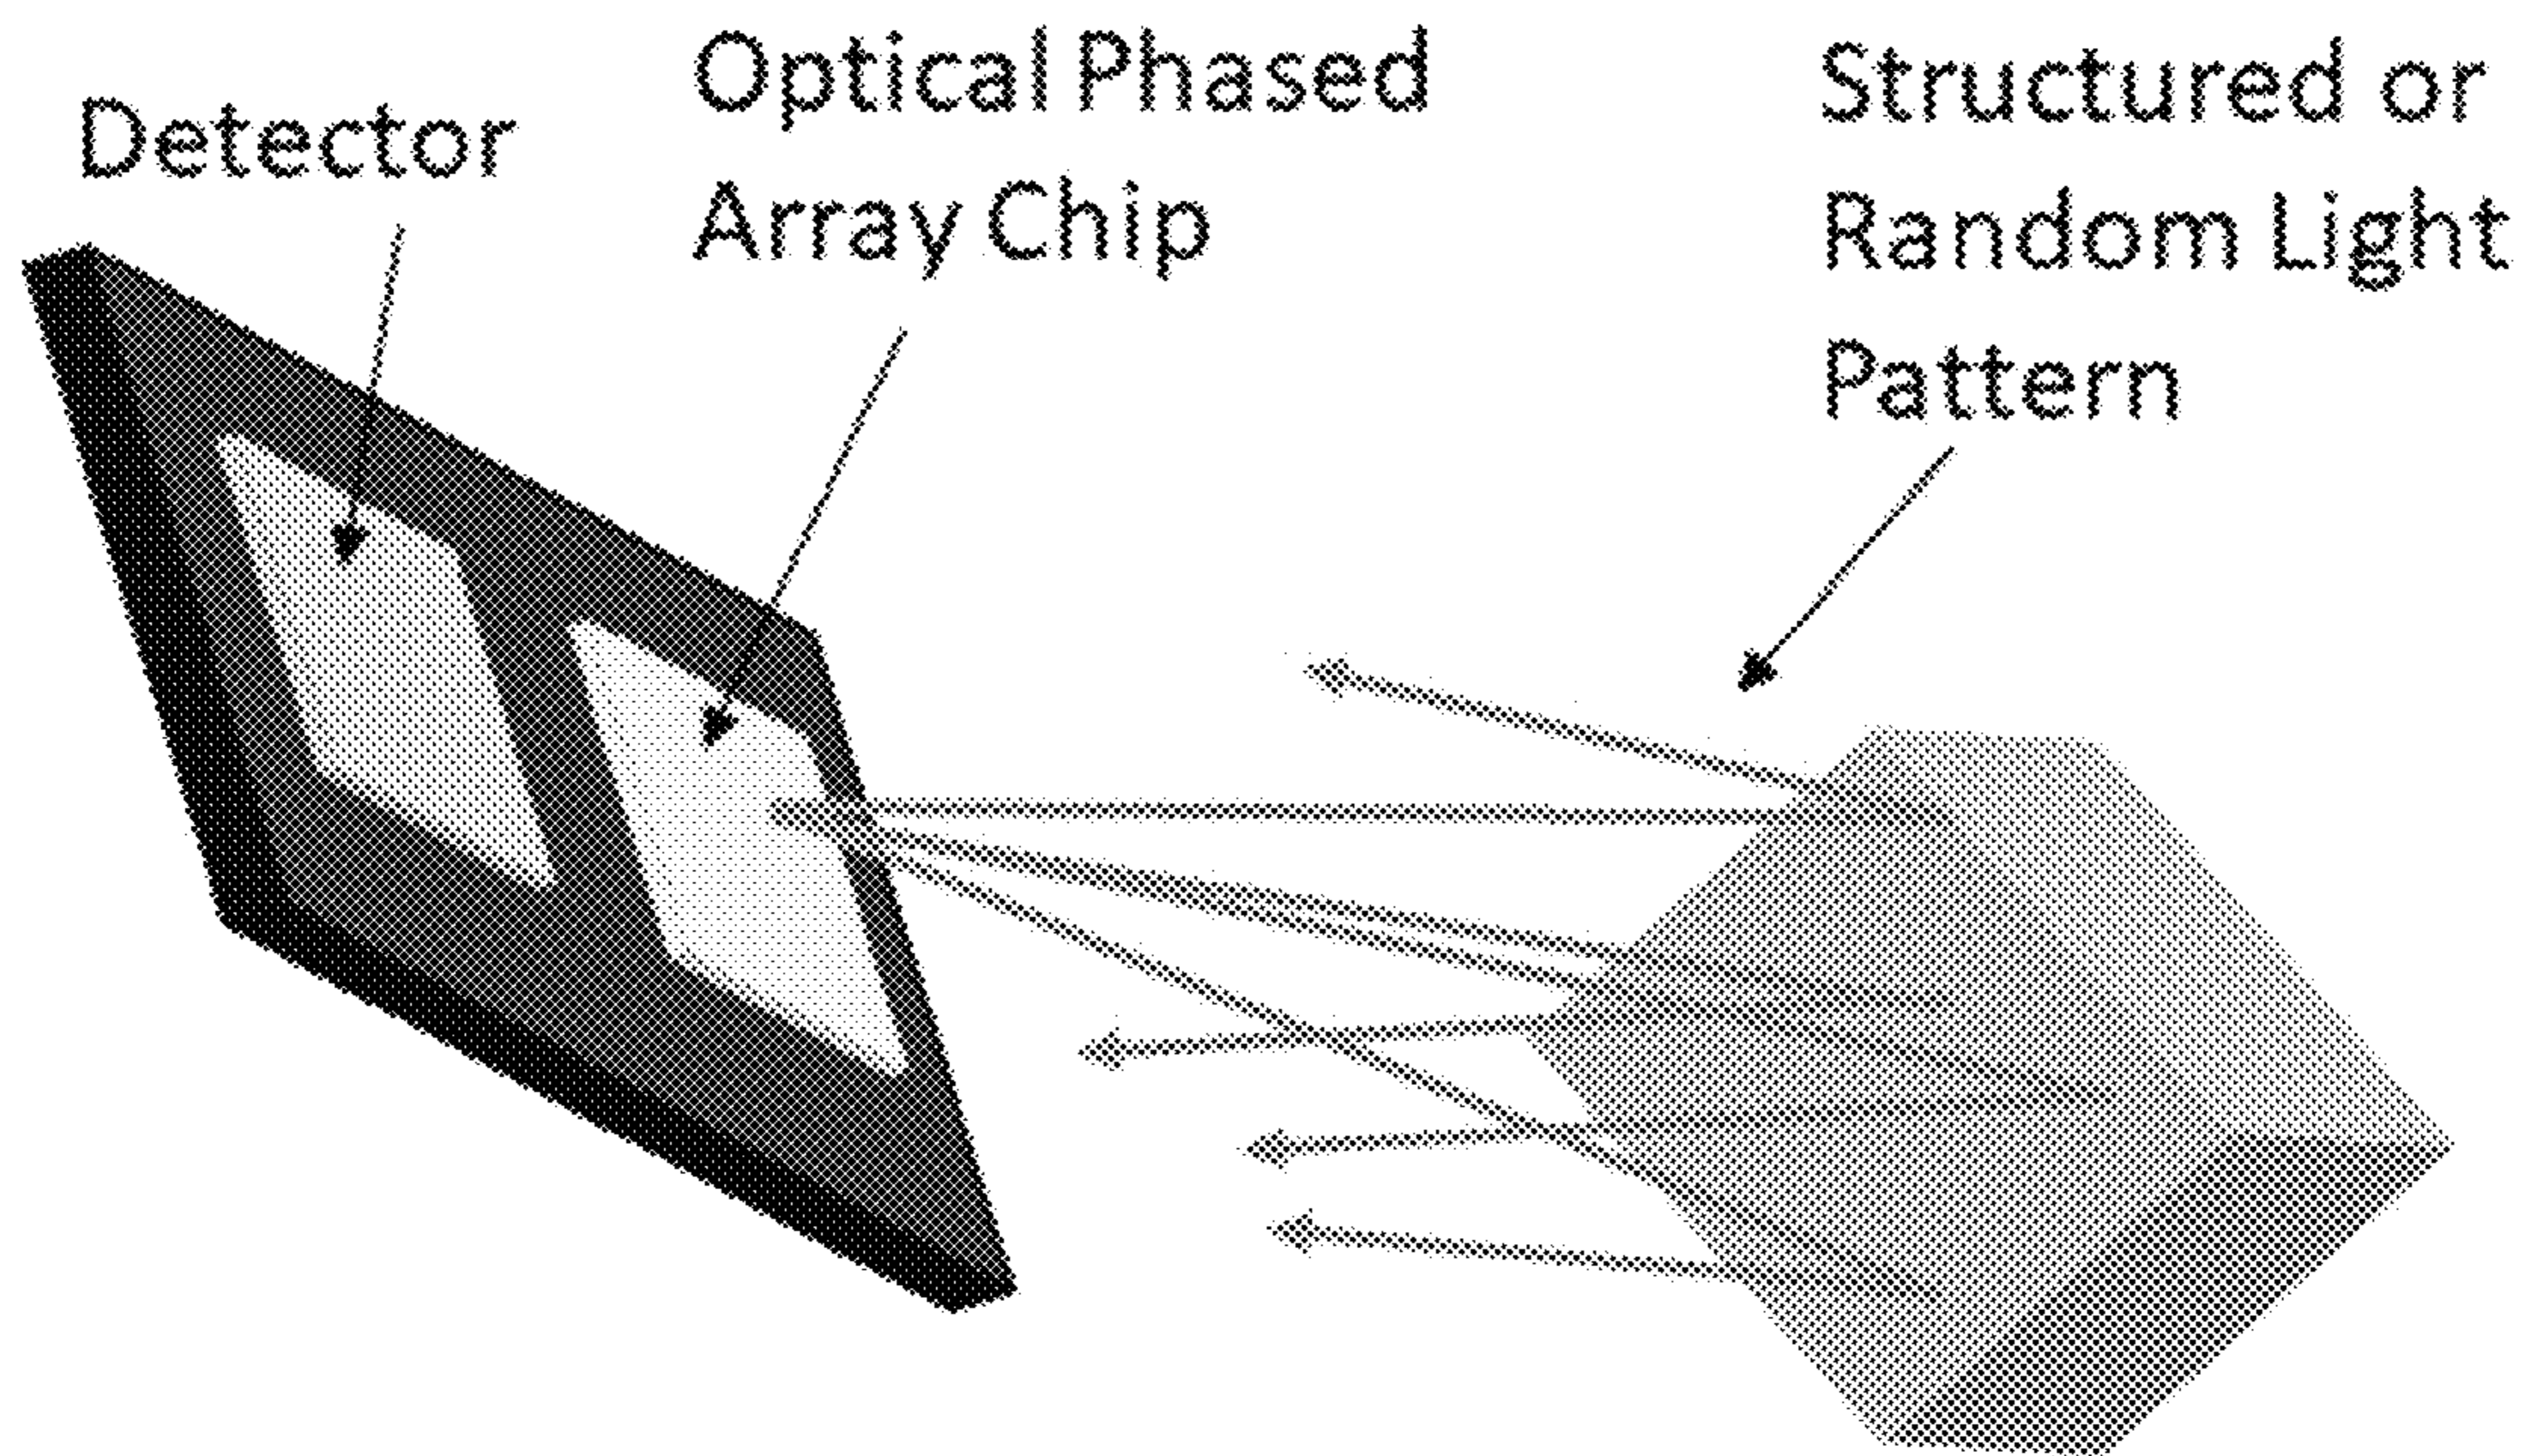 Detector
Optical Phased
Array Chip
Structured or
Random Light
Pattern